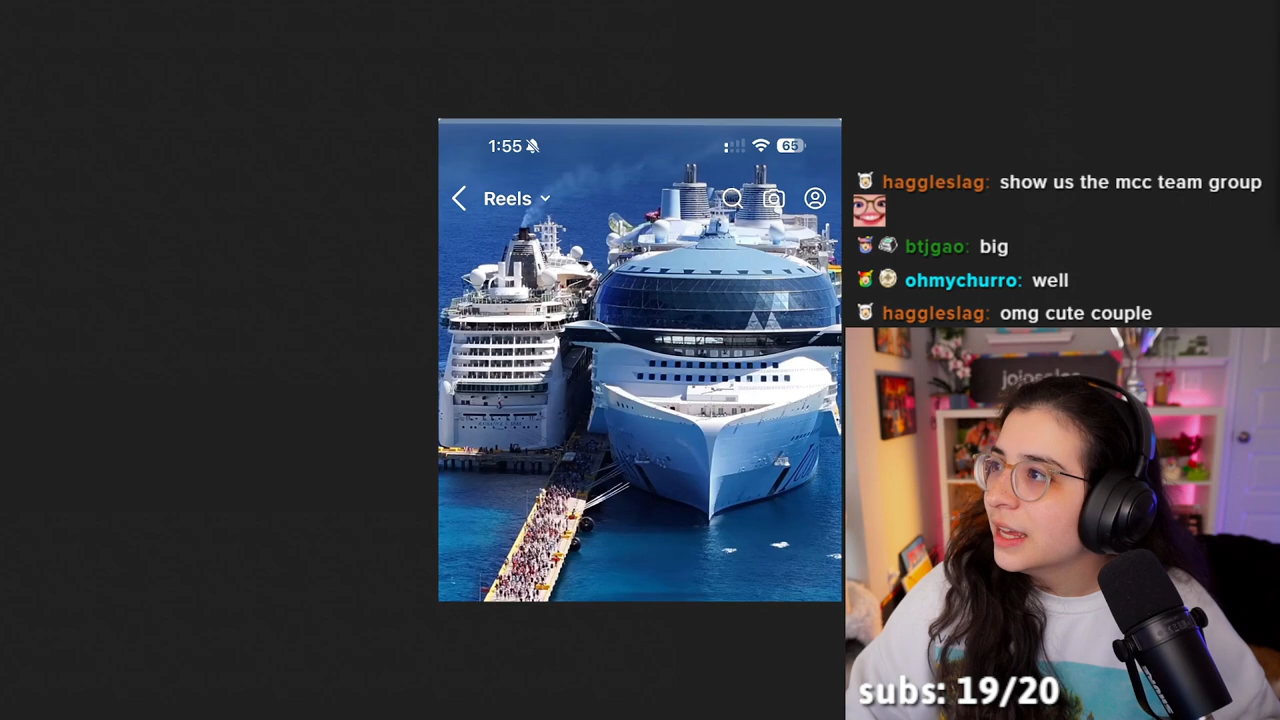 1:55
65
Reels
haggleslag: show us the mcc team group
btjgao: big
ohmychurro: well
haggleslag: omg cute couple
subs: 19/20